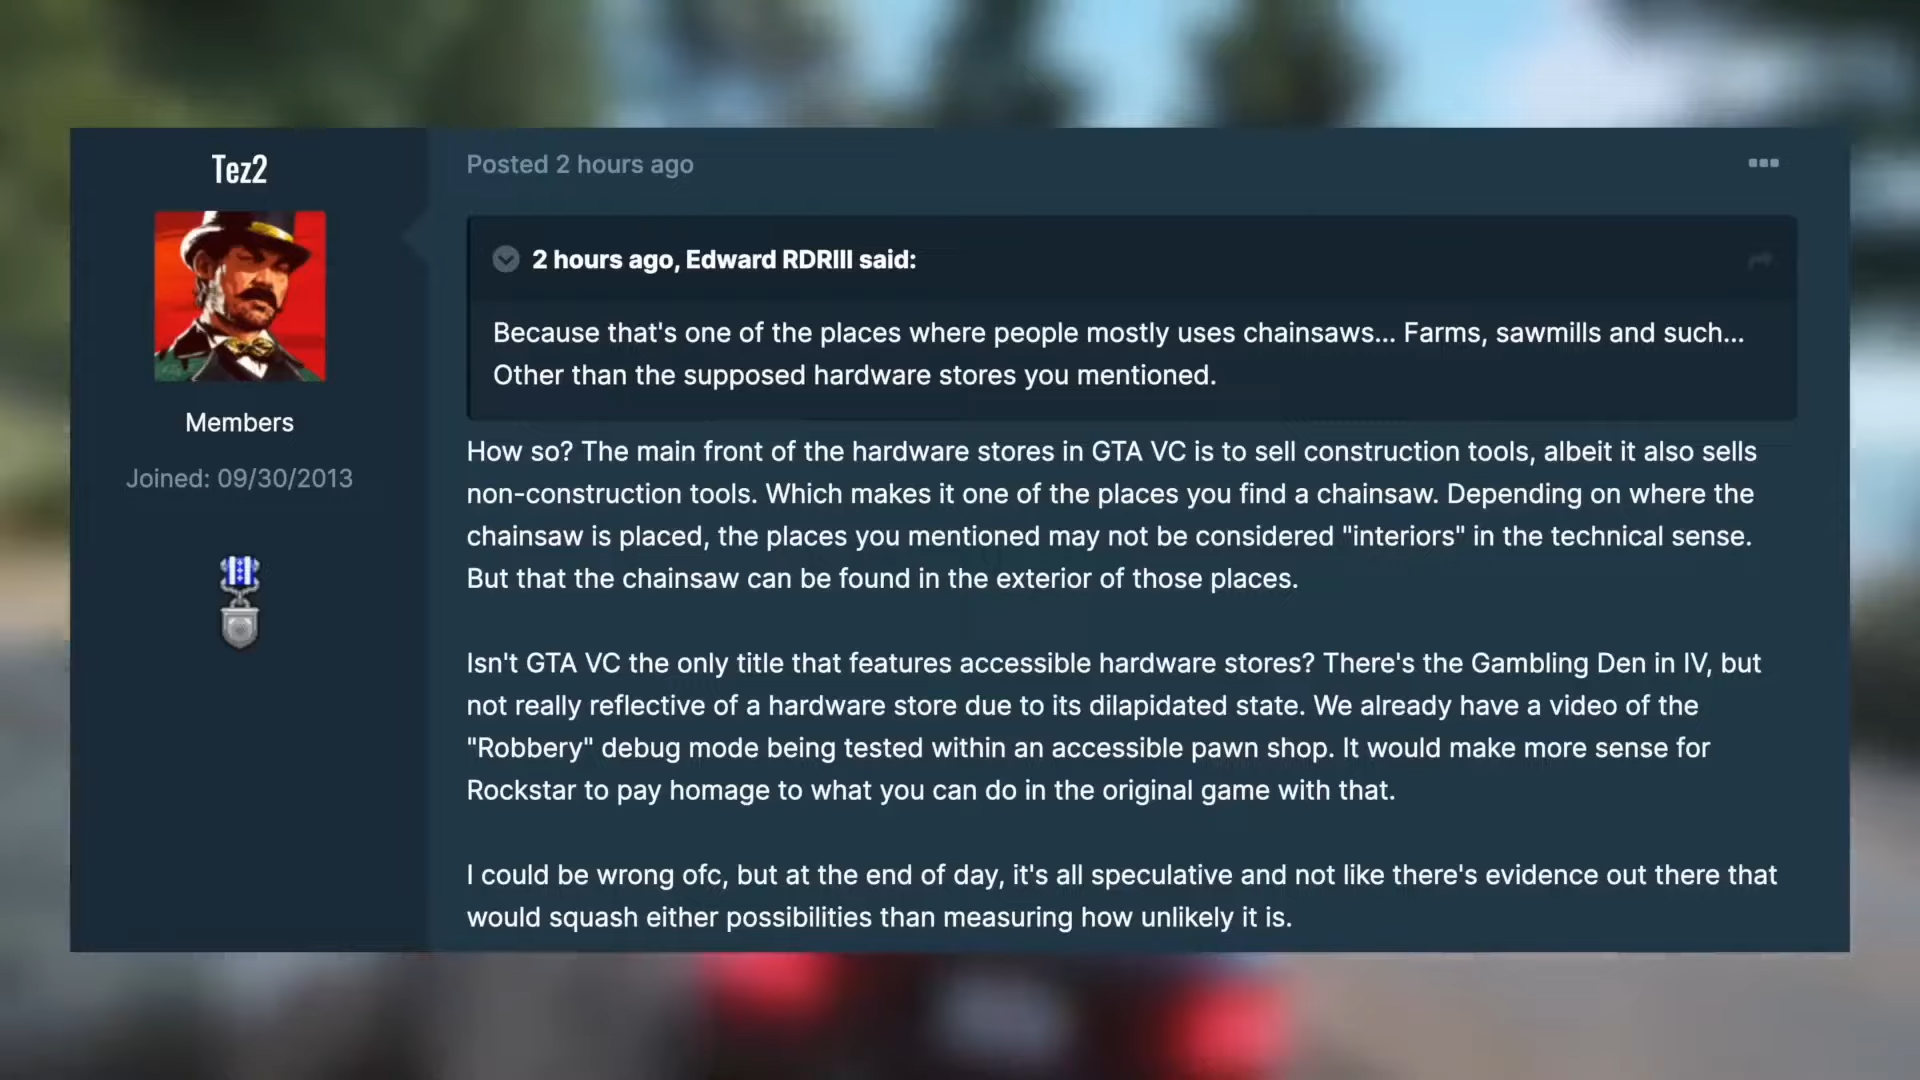 Tez2
Members
Joined: 09/30/2013
Posted 2 hours ago
2 hours ago, Edward RDRIII said:
Because that's one of the places where people mostly uses chainsaws... Farms, sawmills and such...
Other than the supposed hardware stores you mentioned.
How so? The main front of the hardware stores in GTA VC is to sell construction tools, albeit it also sells
non-construction tools. Which makes it one of the places you find a chainsaw. Depending on where the
chainsaw is placed, the places you mentioned may not be considered "interiors" in the technical sense.
But that the chainsaw can be found in the exterior of those places.
Isn't GTA VC the only title that features accessible hardware stores? There's the Gambling Den in IV, but
not really reflective of a hardware store due to its dilapidated state. We already have a video of the
"Robbery" debug mode being tested within an accessible pawn shop. It would make more sense for
Rockstar to pay homage to what you can do in the original game with that.
I could be wrong ofc, but at the end of day, it's all speculative and not like there's evidence out there that
would squash either possibilities than measuring how unlikely it is.